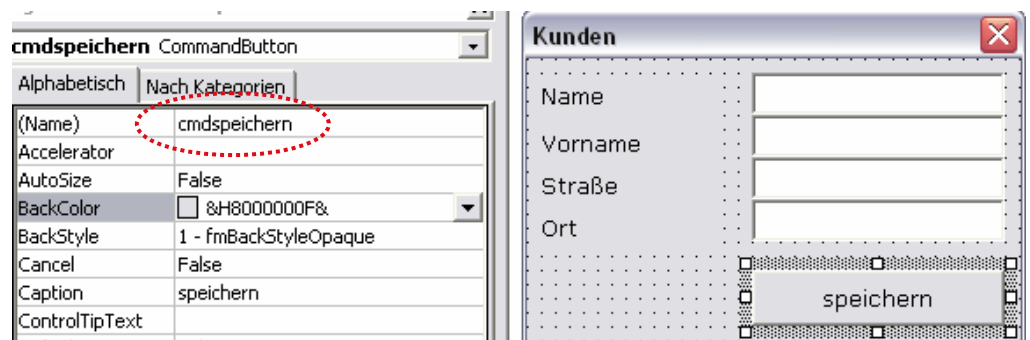 cmdspeichern CommandButton
Alphabetisch Nach Kategorien
(Name) cmdspeichern
Accelerator
AutoSize False
BackColor &H8000000F&
BackStyle 1 - fmBackStyleOpaque
Cancel False
Caption speichern
ControlTipText
Kunden
Name
Vorname
Straße
Ort
speichern